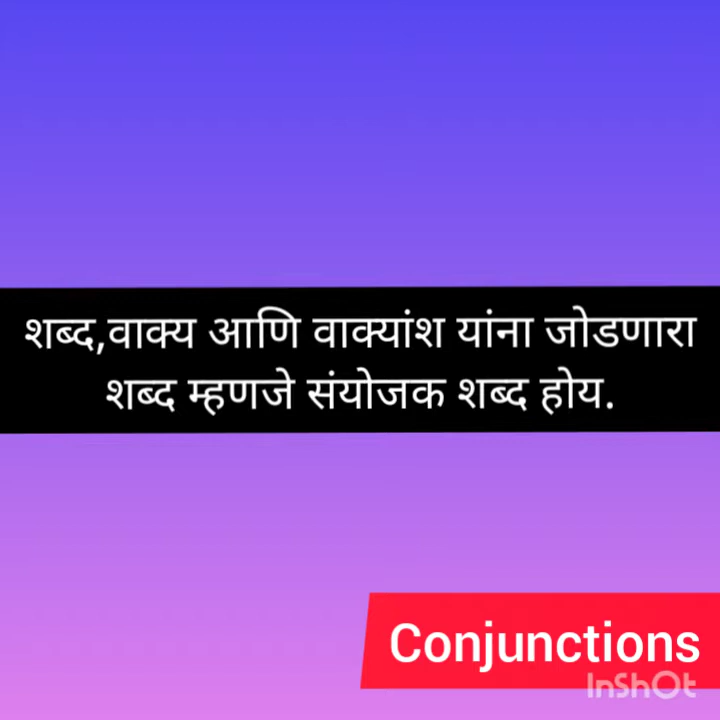 शब्द,वाक्य आणि वाक्यांश यांना जोडणारा
शब्द म्हणजे संयोजक शब्द होय.
Conjunctions
InShOt